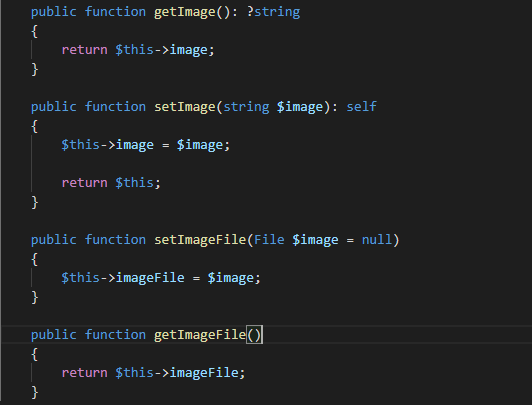 public function getImage(): ?string
{
return $this->image;
}
public function setImage(string $image): self
{
$this->image = $image;
return $this;
}
public function setImageFile(File $image = null)
{
$this->imageFile = $image;
}
public function getImageFile()
{
return $this->imageFile;
}